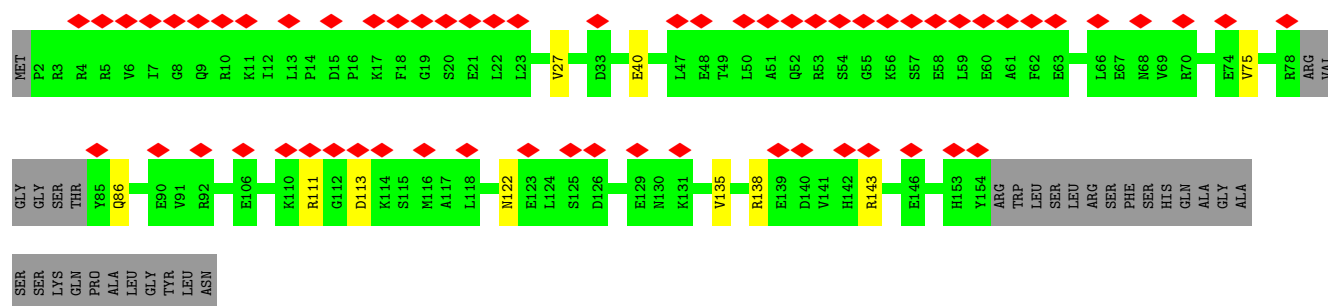 MET P2 R3 R4 R5 V6 I7 G8 Q9 R10 K11 I12 L13 P14 D15 P16 K17 F18 G19 S20 E21 L22 L23 V27 D33 E40 L47 E48 T49 L50 A51 Q52 R53 S54 G55 K56 S57 E58 L59 E60 A61 F62 E63 L66 E67 N68 V69 R70 E74 V75 R78 ARG VAL
GLY GLY SER THR Y85 Q86 E90 V91 R92 E106 K110 R111 G112 D113 K114 S115 M116 A117 L118 N122 E123 L124 S125 D126 E129 N130 K131 V135 R138 E139 D140 V141 H142 R143 E146 H153 Y154 ARG TRP LEU SER LEU ARG SER PHE SER HIS GLN ALA GLY ALA
SER SER LYS GLN PRO ALA LEU GLY TYR LEU ASN